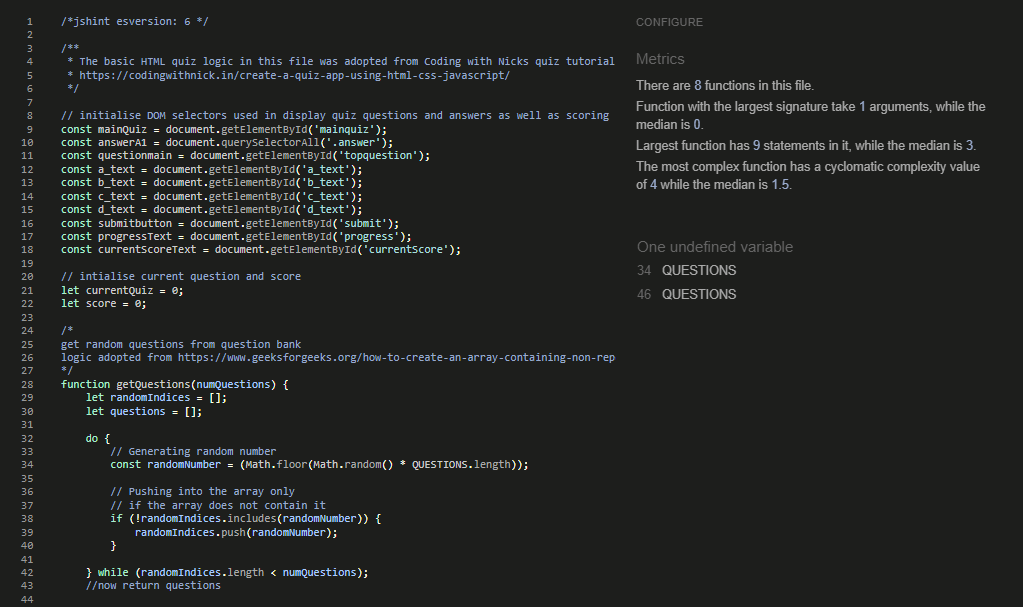 1 /*jshint esversion: 6 */
2
3 /**
4 * The basic HTML quiz logic in this file was adopted from Coding with Nicks quiz tutorial
5 * https://codingwithnick.in/create-a-quiz-app-using-html-css-javascript/
6 */
7
8 // initialise DOM selectors used in display quiz questions and answers as well as scoring
9 const mainQuiz = document.getElementById('mainquiz');
10 const answerA1 = document.querySelectorAll('.answer');
11 const questionmain = document.getElementById('topquestion');
12 const a_text = document.getElementById('a_text');
13 const b_text = document.getElementById('b_text');
14 const c_text = document.getElementById('c_text');
15 const d_text = document.getElementById('d_text');
16 const submitbutton = document.getElementById('submit');
17 const progressText = document.getElementById('progress');
18 const currentScoreText = document.getElementById('currentScore');
19
20 // intialise current question and score
21 let currentQuiz = 0;
22 let score = 0;
23
24 /*
25 get random questions from question bank
26 logic adopted from https://www.geeksforgeeks.org/how-to-create-an-array-containing-non-rep
27 */
28 function getQuestions(numQuestions) {
29 let randomIndices = [];
30 let questions = [];
31
32 do {
33 // Generating random number
34 const randomNumber = (Math.floor(Math.random() * QUESTIONS.length));
35
36 // Pushing into the array only
37 // if the array does not contain it
38 if (!randomIndices.includes(randomNumber)) {
39 randomIndices.push(randomNumber);
40 }
41
42 } while (randomIndices.length < numQuestions);
43 //now return questions
44
CONFIGURE
Metrics
There are 8 functions in this file.
Function with the largest signature take 1 arguments, while the
median is 0.
Largest function has 9 statements in it, while the median is 3.
The most complex function has a cyclomatic complexity value
of 4 while the median is 1.5.
One undefined variable
34 QUESTIONS
46 QUESTIONS